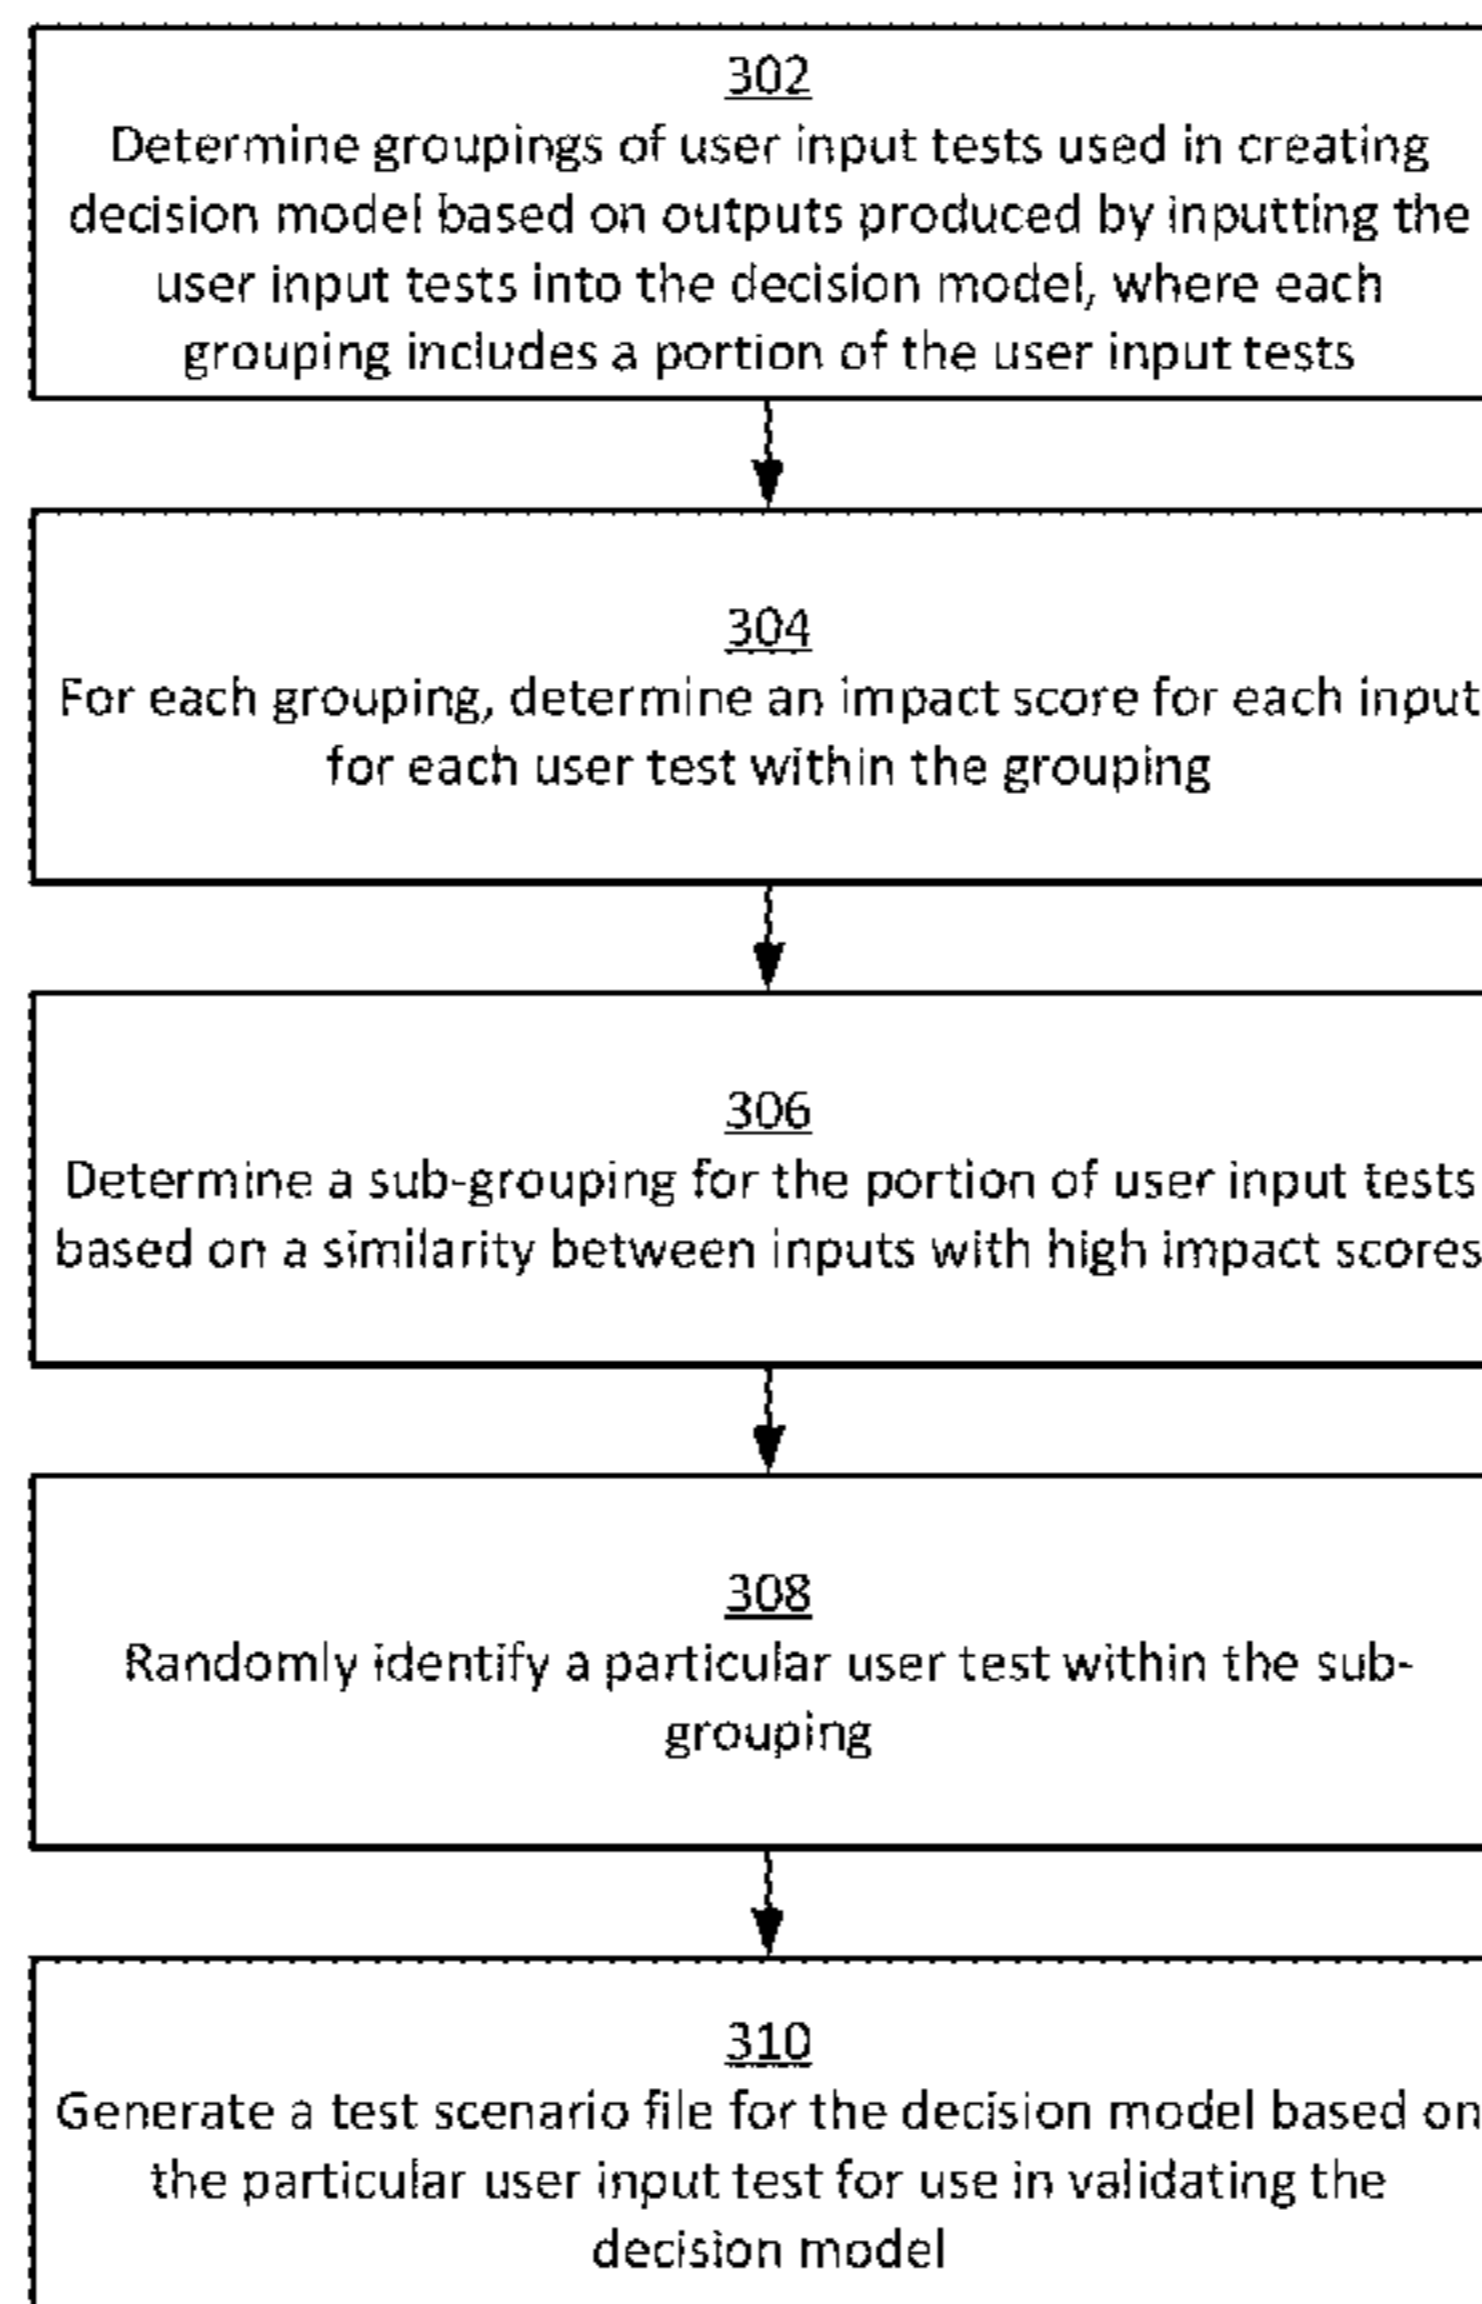 302
Determine groupings of user input tests used in creating
decision model based on outputs produced by inputting the
user input tests into the decision model, where each
grouping includes a portion of the user input tests
304
For each grouping, determine an impact score for each input
for each user test within the grouping
306
Determine a sub-grouping for the portion of user input tests
based on a similarity between inputs with high impact scores
308
Randomly identify a particular user test within the sub-
grouping
310
Generate a test scenario file for the decision model based on
the particular user input test for use in validating the
decision model